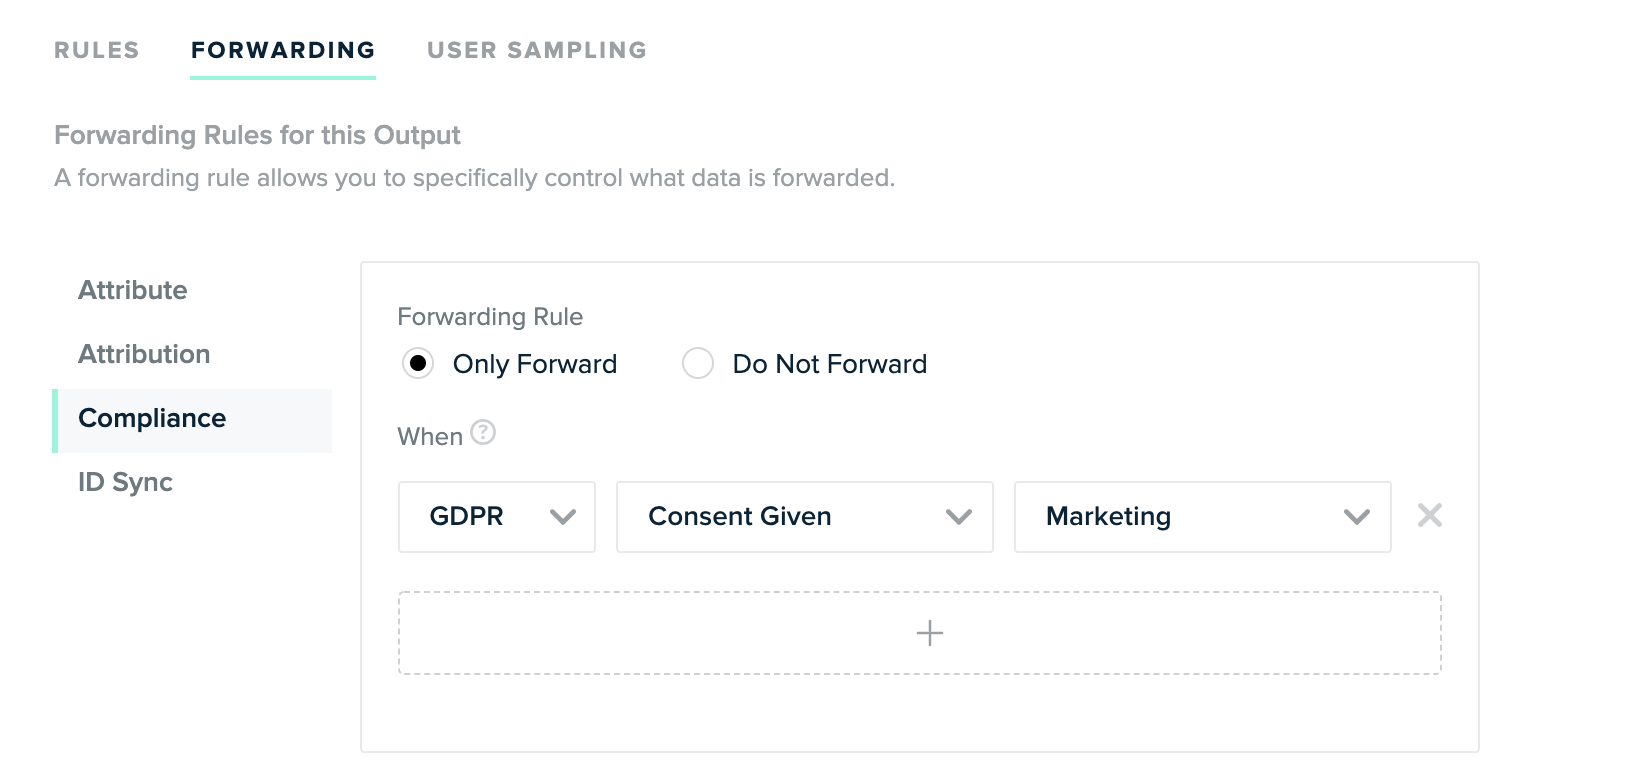 RULES FORWARDING USER SAMPLING
Forwarding Rules for this Output
A forwarding rule allows you to specifically control what data is forwarded.
Attribute
Attribution
Compliance
ID Sync
Forwarding Rule
Only Forward Do Not Forward
When ?
GDPR Consent Given Marketing